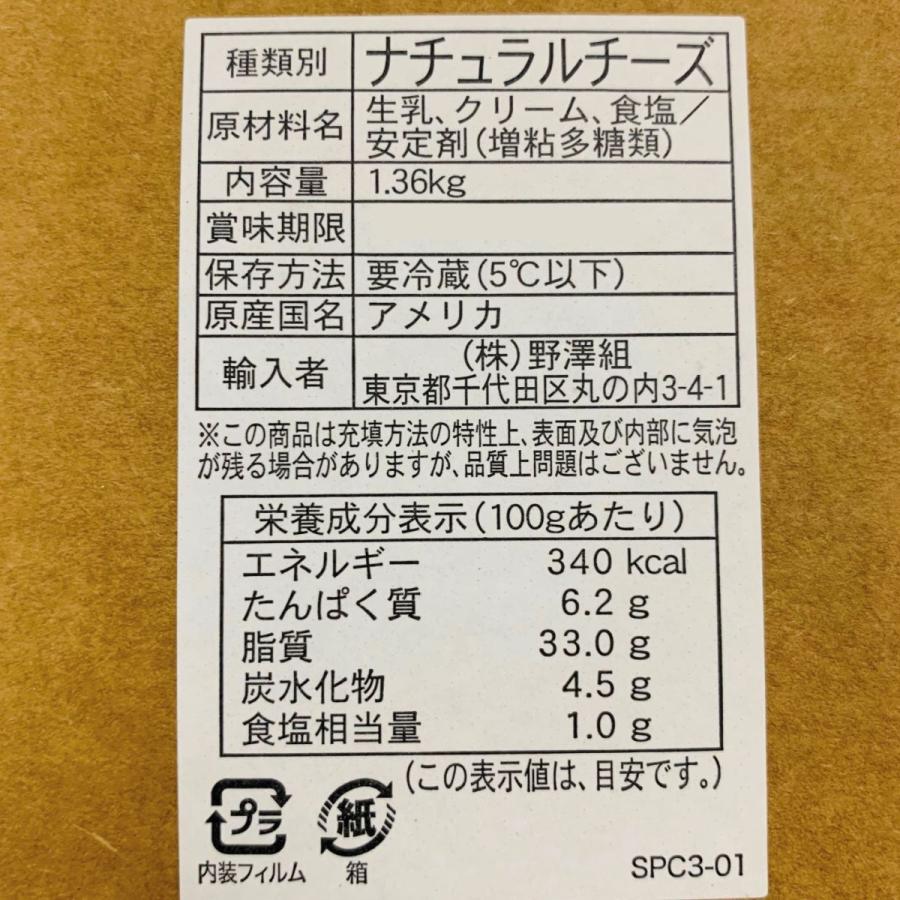 種類別 ナチュラルチーズ
原材料名 生乳、クリーム、食塩／
安定剤(増粘多糖類)
内容量 1.36kg
賞味期限
保存方法 要冷蔵(5℃以下)
原産国名 アメリカ
輸入者 (株)野澤組
東京都千代田区丸の内3-4-1
※この商品は充填方法の特性上、表面及び内部に気泡
が残る場合がありますが、品質上問題はございません。
栄養成分表示(100gあたり)
エネルギー 340 kcal
たんぱく質 6.2 g
脂質 33.0 g
炭水化物 4.5 g
食塩相当量 1.0 g
(この表示値は、目安です。)
プラ 紙
内装フィルム 箱 SPC3-01